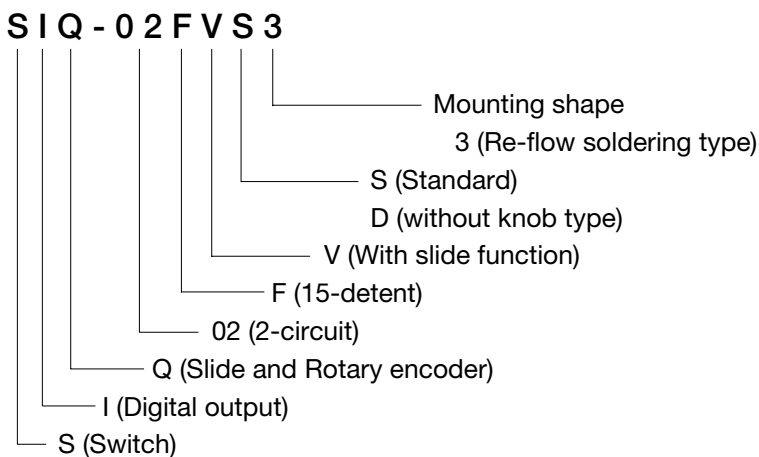 SIQ-02FVS3
Mounting shape
3 (Re-flow soldering type)
S (Standard)
D (without knob type)
V (With slide function)
F (15-detent)
02 (2-circuit)
Q (Slide and Rotary encoder)
I (Digital output)
S (Switch)